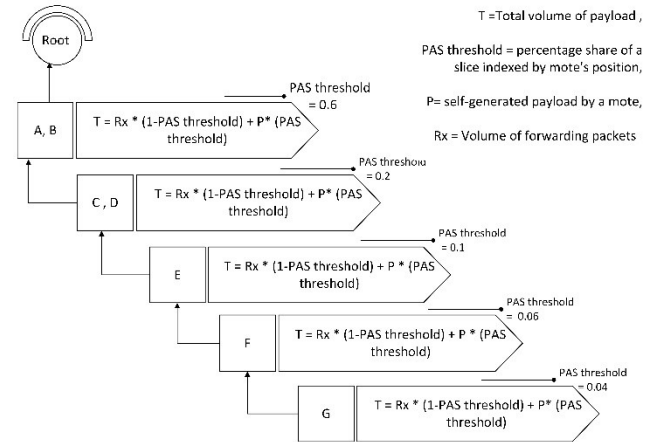 Root
T =Total volume of payload ,
PAS threshold = percentage share of a
slice indexed by mote's position,
P= self-generated payload by a mote,
Rx = Volume of forwarding packets
PAS threshold
= 0.6
A, B
T = Rx * (1-PAS threshold) + P* (PAS
threshold)
PAS threshold
= 0.2
C , D
T = Rx * (1-PAS threshold) + P* (PAS
threshold)
PAS threshold
= 0.1
E
T = Rx * (1-PAS threshold) + P * (PAS
threshold)
PAS threshold
= 0.06
F
T = Rx * (1-PAS threshold) + P * (PAS
threshold)
PAS threshold
= 0.04
G
T = Rx * (1-PAS threshold) + P* (PAS
threshold)